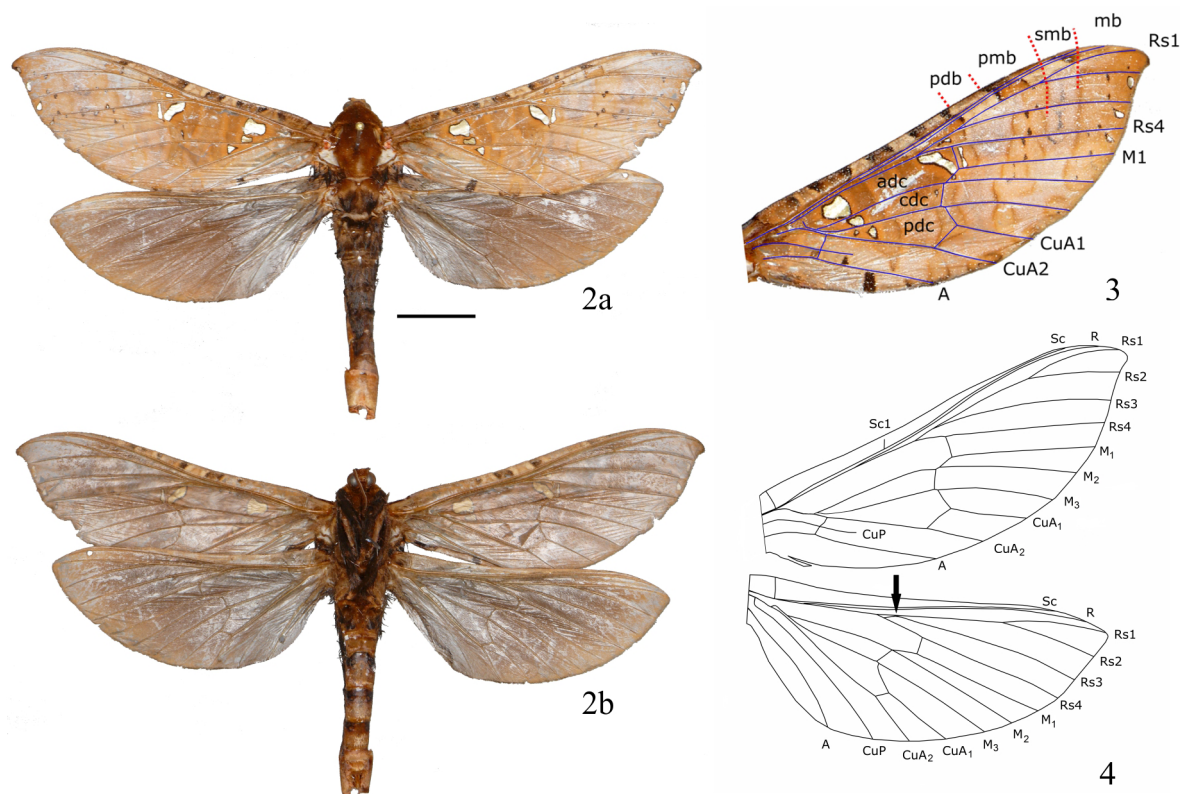 2a
2b
mb
smb
pmb
pdb
Rs1
Rs4
M1
adc
cdc
pdc
CuA1
CuA2
A
3
Sc
R
Rs1
Rs2
Rs3
Rs4
M1
M2
M3
CuA1
CuA2
A
Sc1
CuP
Sc
R
Rs1
Rs2
Rs3
Rs4
M1
M2
M3
CuA1
CuA2
CuP
A
4